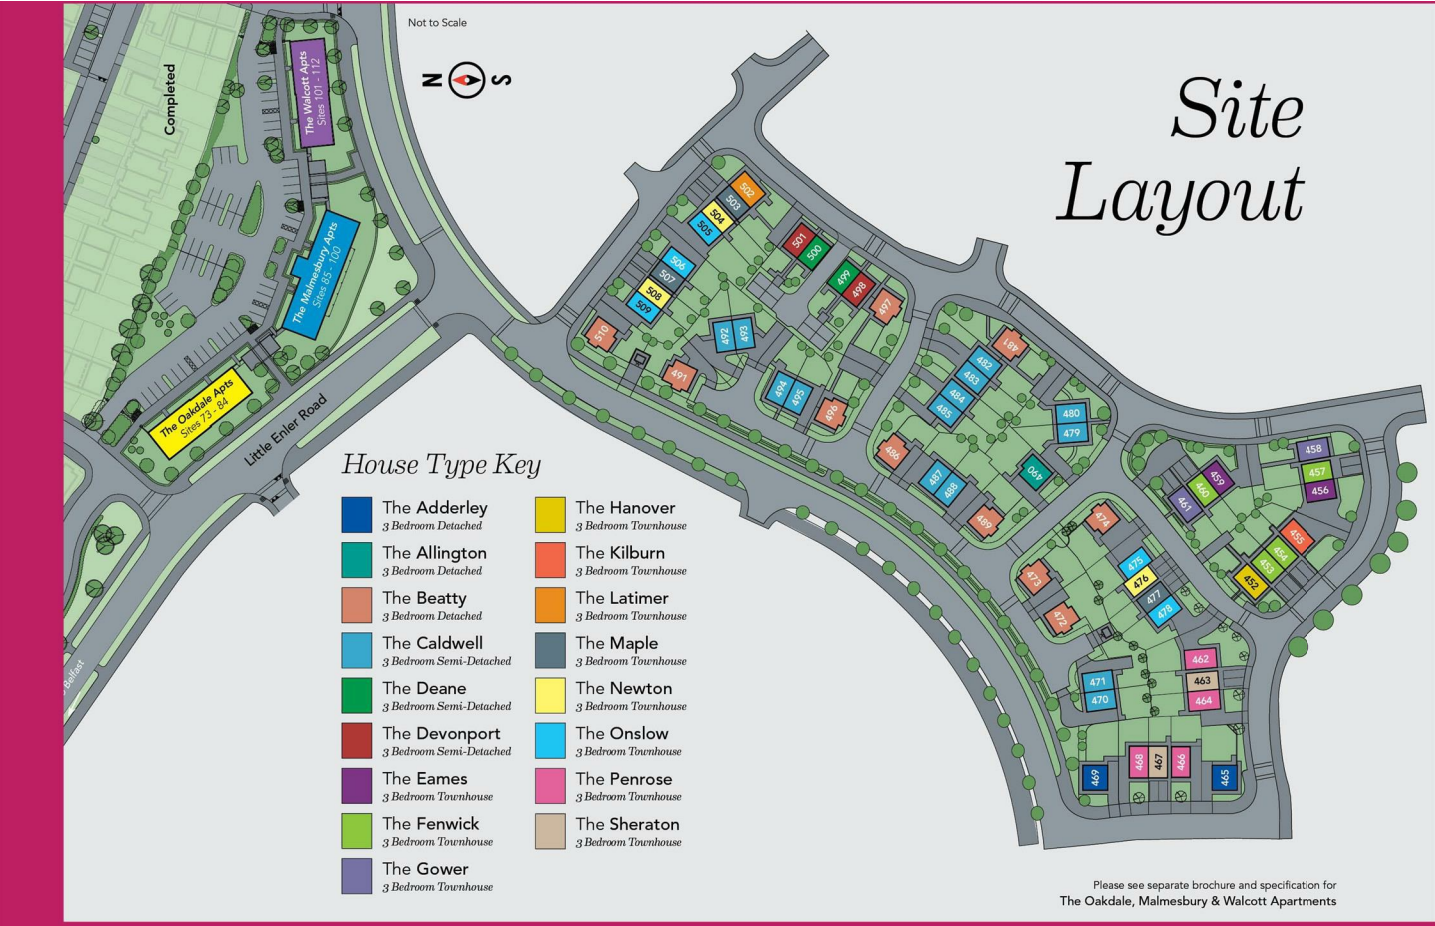 Not to Scale
N S
Site
Layout
Completed
The Walcott Apts
Sites 101 - 112
The Malmesbury Apts
Sites 85 - 100
The Oakdale Apts
Sites 73 - 84
Little Enler Road
Belfast
502
503
504
505
506
507
508
509
510
501
500
499
498
497
492
493
491
494
495
496
481
482
483
484
485
480
479
490
486
487
488
489
474
473
472
475
476
477
478
458
457
456
459
460
461
455
454
453
452
462
463
464
471
470
469
468
467
466
465
House Type Key
The Adderley
3 Bedroom Detached
The Allington
3 Bedroom Detached
The Beatty
3 Bedroom Detached
The Caldwell
3 Bedroom Semi-Detached
The Deane
3 Bedroom Semi-Detached
The Devonport
3 Bedroom Semi-Detached
The Eames
3 Bedroom Townhouse
The Fenwick
3 Bedroom Townhouse
The Gower
3 Bedroom Townhouse
The Hanover
3 Bedroom Townhouse
The Kilburn
3 Bedroom Townhouse
The Latimer
3 Bedroom Townhouse
The Maple
3 Bedroom Townhouse
The Newton
3 Bedroom Townhouse
The Onslow
3 Bedroom Townhouse
The Penrose
3 Bedroom Townhouse
The Sheraton
3 Bedroom Townhouse
Please see separate brochure and specification for
The Oakdale, Malmesbury & Walcott Apartments